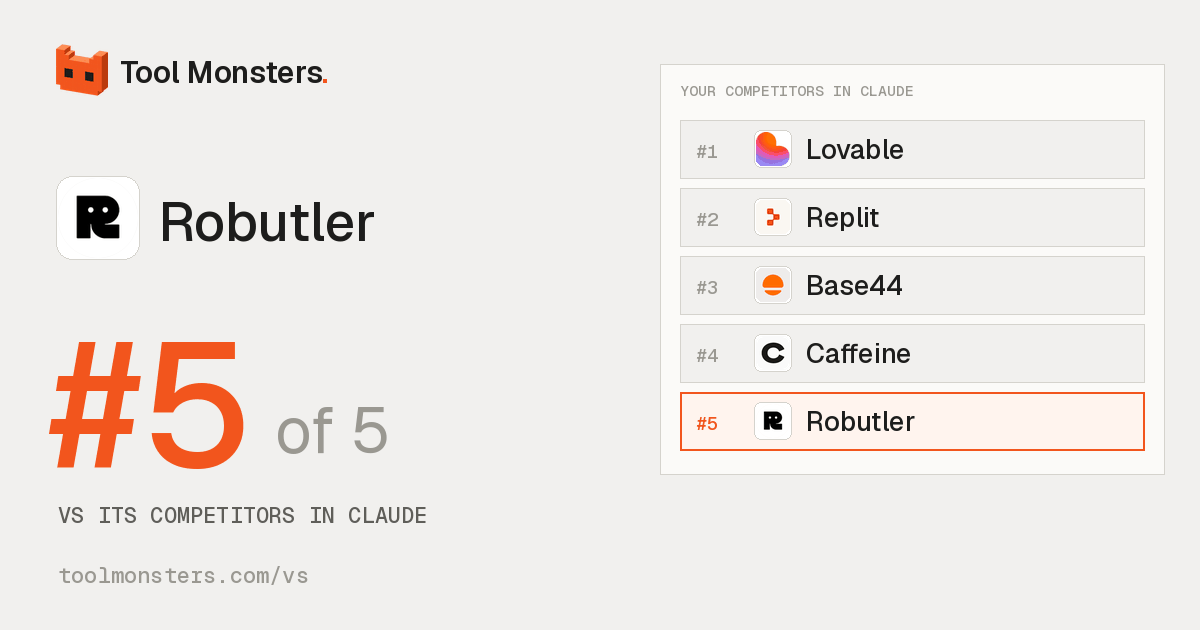 Tool Monsters.
Robutler
#5 of 5
VS ITS COMPETITORS IN CLAUDE
toolmonsters.com/vs
YOUR COMPETITORS IN CLAUDE
#1 Lovable
#2 Replit
#3 Base44
#4 Caffeine
#5 Robutler